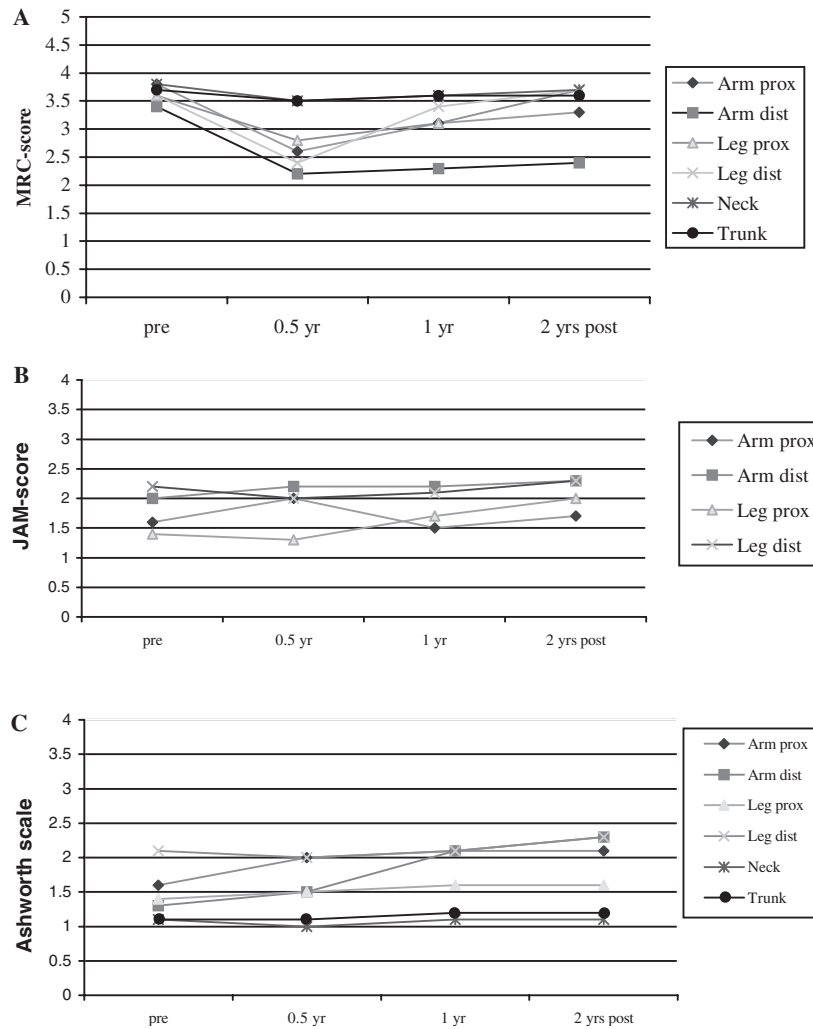 A
MRC-score
5
4.5
4
3.5
3
2.5
2
1.5
1
0.5
0
pre 0.5 yr 1 yr 2 yrs post
Arm prox
Arm dist
Leg prox
Leg dist
Neck
Trunk
B
JAM-score
4
3.5
3
2.5
2
1.5
1
0.5
0
pre 0.5 yr 1 yr 2 yrs post
Arm prox
Arm dist
Leg prox
Leg dist
C
Ashworth scale
4
3.5
3
2.5
2
1.5
1
0.5
0
pre 0.5 yr 1 yr 2 yrs post
Arm prox
Arm dist
Leg prox
Leg dist
Neck
Trunk